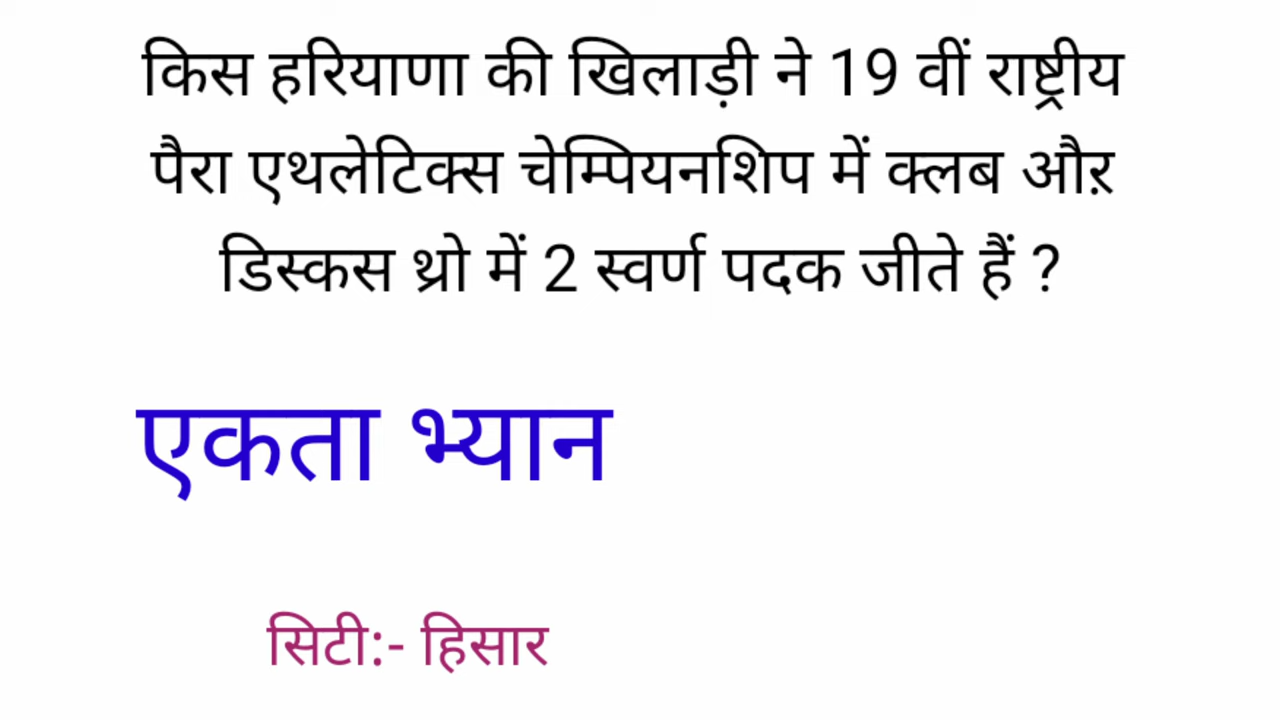 किस हरियाणा की खिलाड़ी ने 19 वीं राष्ट्रीय
पैरा एथलेटिक्स चेम्पियनशिप में क्लब औऱ
डिस्कस थ्रो में 2 स्वर्ण पदक जीते हैं ?
एकता भ्यान
सिटी:- हिसार